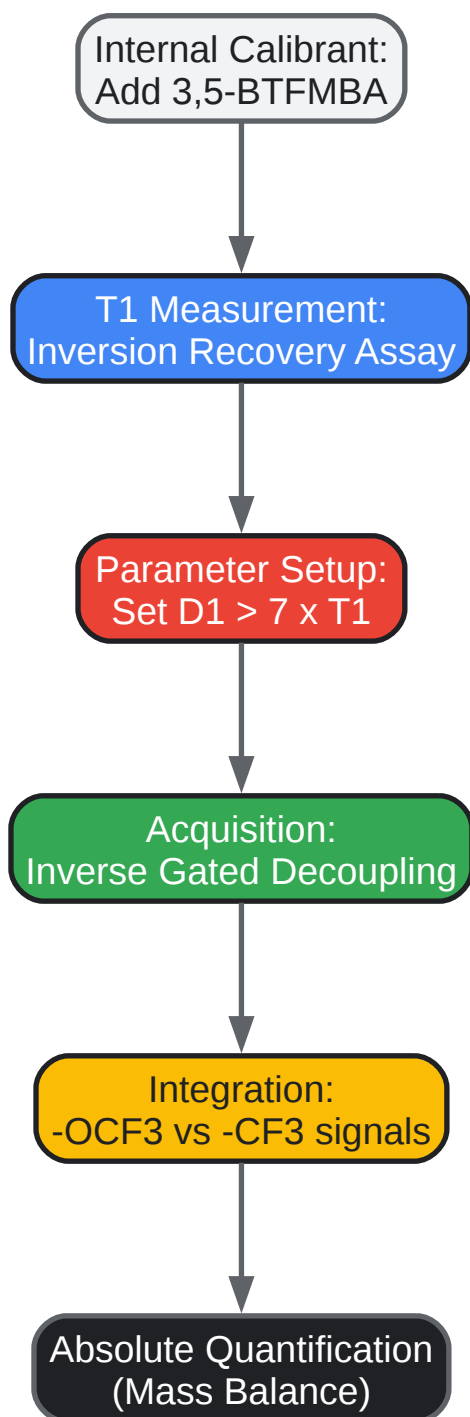 Internal Calibrant:
Add 3,5-BTFMBA
T1 Measurement:
Inversion Recovery Assay
Parameter Setup:
Set D1 > 7 x T1
Acquisition:
Inverse Gated Decoupling
Integration:
-OCF3 vs -CF3 signals
Absolute Quantification
(Mass Balance)